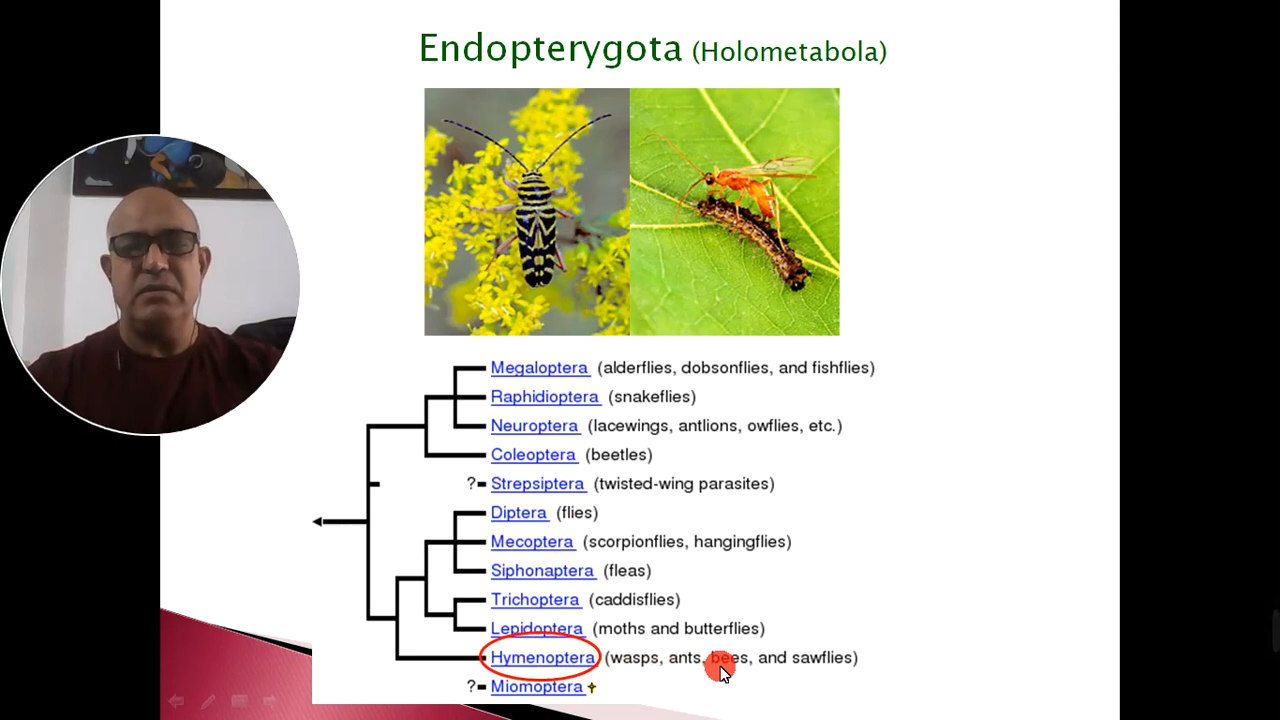 Endopterygota (Holometabola)
Megaloptera (alderflies, dobsonflies, and fishflies)
Raphidioptera (snakeflies)
Neuroptera (lacewings, antlions, owflies, etc.)
Coleoptera (beetles)
? Strepsiptera (twisted-wing parasites)
Diptera (flies)
Mecoptera (scorpionflies, hangingflies)
Siphonaptera (fleas)
Trichoptera (caddisflies)
Lepidoptera (moths and butterflies)
Hymenoptera (wasps, ants, bees, and sawflies)
? Miomoptera ✝